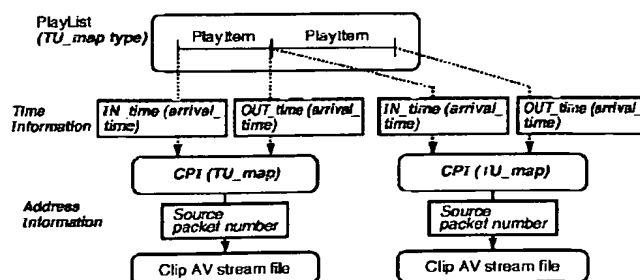 PlayList
(TU_map type)
PlayItem PlayItem
Time
Information
IN_time (arrival_
time)
OUT_time (arrival_
time)
IN_time (arrival_
time)
OUT_time (arrival_
time)
CPI (TU_map)
CPI (TU_map)
Address
Information
Source
packet number
Source
packet number
Clip AV stream file
Clip AV stream file